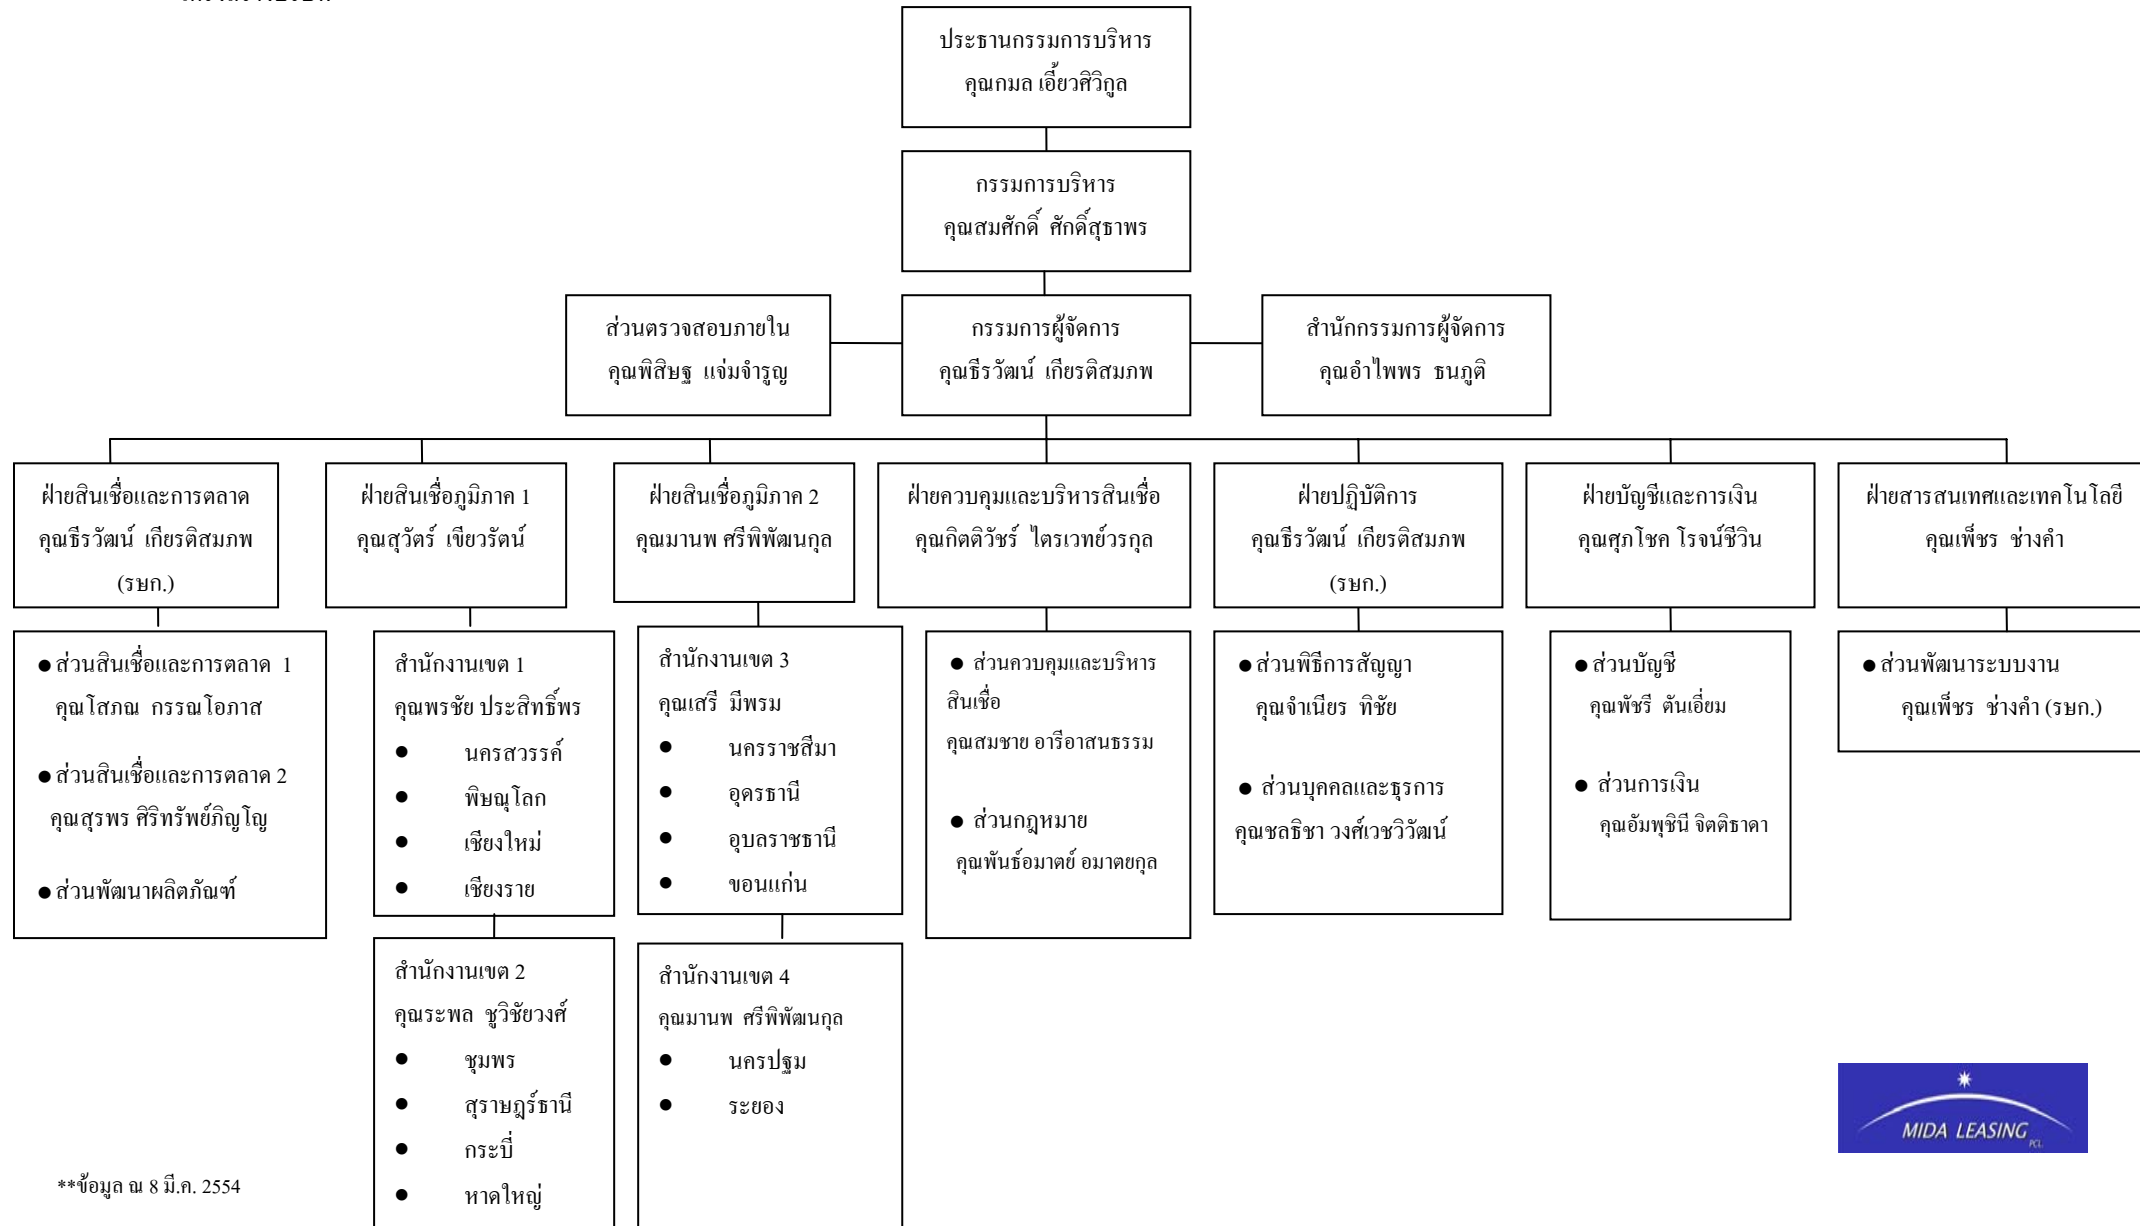 ประธานกรรมการบริหาร
คุณกมล เอี้ยวศิวิกูล
กรรมการบริหาร
คุณสมศักดิ์ ศักดิ์สุธาพร
ส่วนตรวจสอบภายใน
คุณพิสิษฐ แจ่มจำรูญ
กรรมการผู้จัดการ
คุณธีรวัฒน์ เกียรติสมภพ
สำนักกรรมการผู้จัดการ
คุณอำไพพร ธนภูติ
ฝ่ายสินเชื่อและการตลาด
คุณธีรวัฒน์ เกียรติสมภพ
(รษก.)
ฝ่ายสินเชื่อภูมิภาค 1
คุณสุวัตร์ เขียวรัตน์
ฝ่ายสินเชื่อภูมิภาค 2
คุณมานพ ศรีพิพัฒนกุล
ฝ่ายควบคุมและบริหารสินเชื่อ
คุณกิตติวัชร์ ไตรเวทย์วรกุล
ฝ่ายปฏิบัติการ
คุณธีรวัฒน์ เกียรติสมภพ
(รษก.)
ฝ่ายบัญชีและการเงิน
คุณศุภโชค โรจน์ชีวิน
ฝ่ายสารสนเทศและเทคโนโลยี
คุณเพ็ชร ช่างคำ
● ส่วนสินเชื่อและการตลาด 1
คุณโสภณ กรรณโอภาส
● ส่วนสินเชื่อและการตลาด 2
คุณสุรพร ศิริทรัพย์ภิญโญ
● ส่วนพัฒนาผลิตภัณฑ์
สำนักงานเขต 1
คุณพรชัย ประสิทธิ์พร
● นครสวรรค์
● พิษณุโลก
● เชียงใหม่
● เชียงราย
สำนักงานเขต 2
คุณระพล ชูวิชัยวงศ์
● ชุมพร
● สุราษฎร์ธานี
● กระบี่
● หาดใหญ่
สำนักงานเขต 3
คุณเสรี มีพรม
● นครราชสีมา
● อุดรธานี
● อุบลราชธานี
● ขอนแก่น
สำนักงานเขต 4
คุณมานพ ศรีพิพัฒนกุล
● นครปฐม
● ระยอง
● ส่วนควบคุมและบริหาร
สินเชื่อ
คุณสมชาย อารีอาสนธรรม
● ส่วนกฎหมาย
คุณพันธ์อมาตย์ อมาตยกุล
● ส่วนพิธีการสัญญา
คุณจำเนียร ทิชัย
● ส่วนบุคคลและธุรการ
คุณชลธิชา วงศ์เวชวิวัฒน์
● ส่วนบัญชี
คุณพัชรี ตันเอี่ยม
● ส่วนการเงิน
คุณอัมพุชินี จิตติธาดา
● ส่วนพัฒนาระบบงาน
คุณเพ็ชร ช่างคำ (รษก.)
MIDA LEASING
PCL.
**ข้อมูล ณ 8 มี.ค. 2554